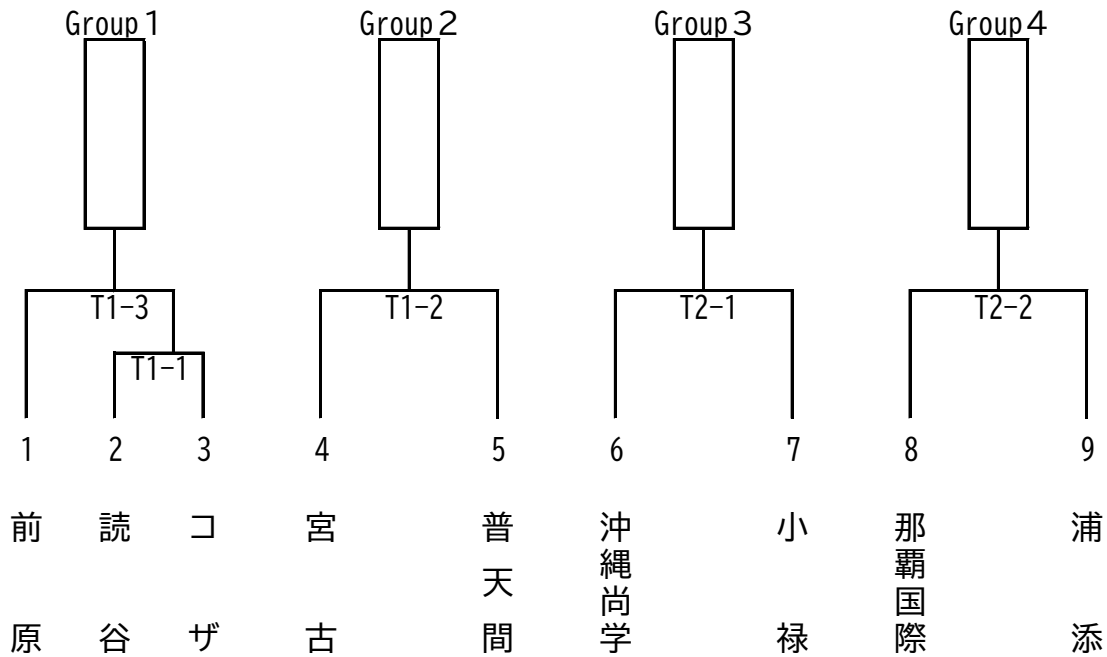 Group１ Group２ Group３ Group４
T1-3 T1-2 T2-1 T2-2
T1-1
1 2 3 4 5 6 7 8 9
前原
読谷
コザ
宮古
普天間
沖縄尚学
小禄
那覇国際
浦添